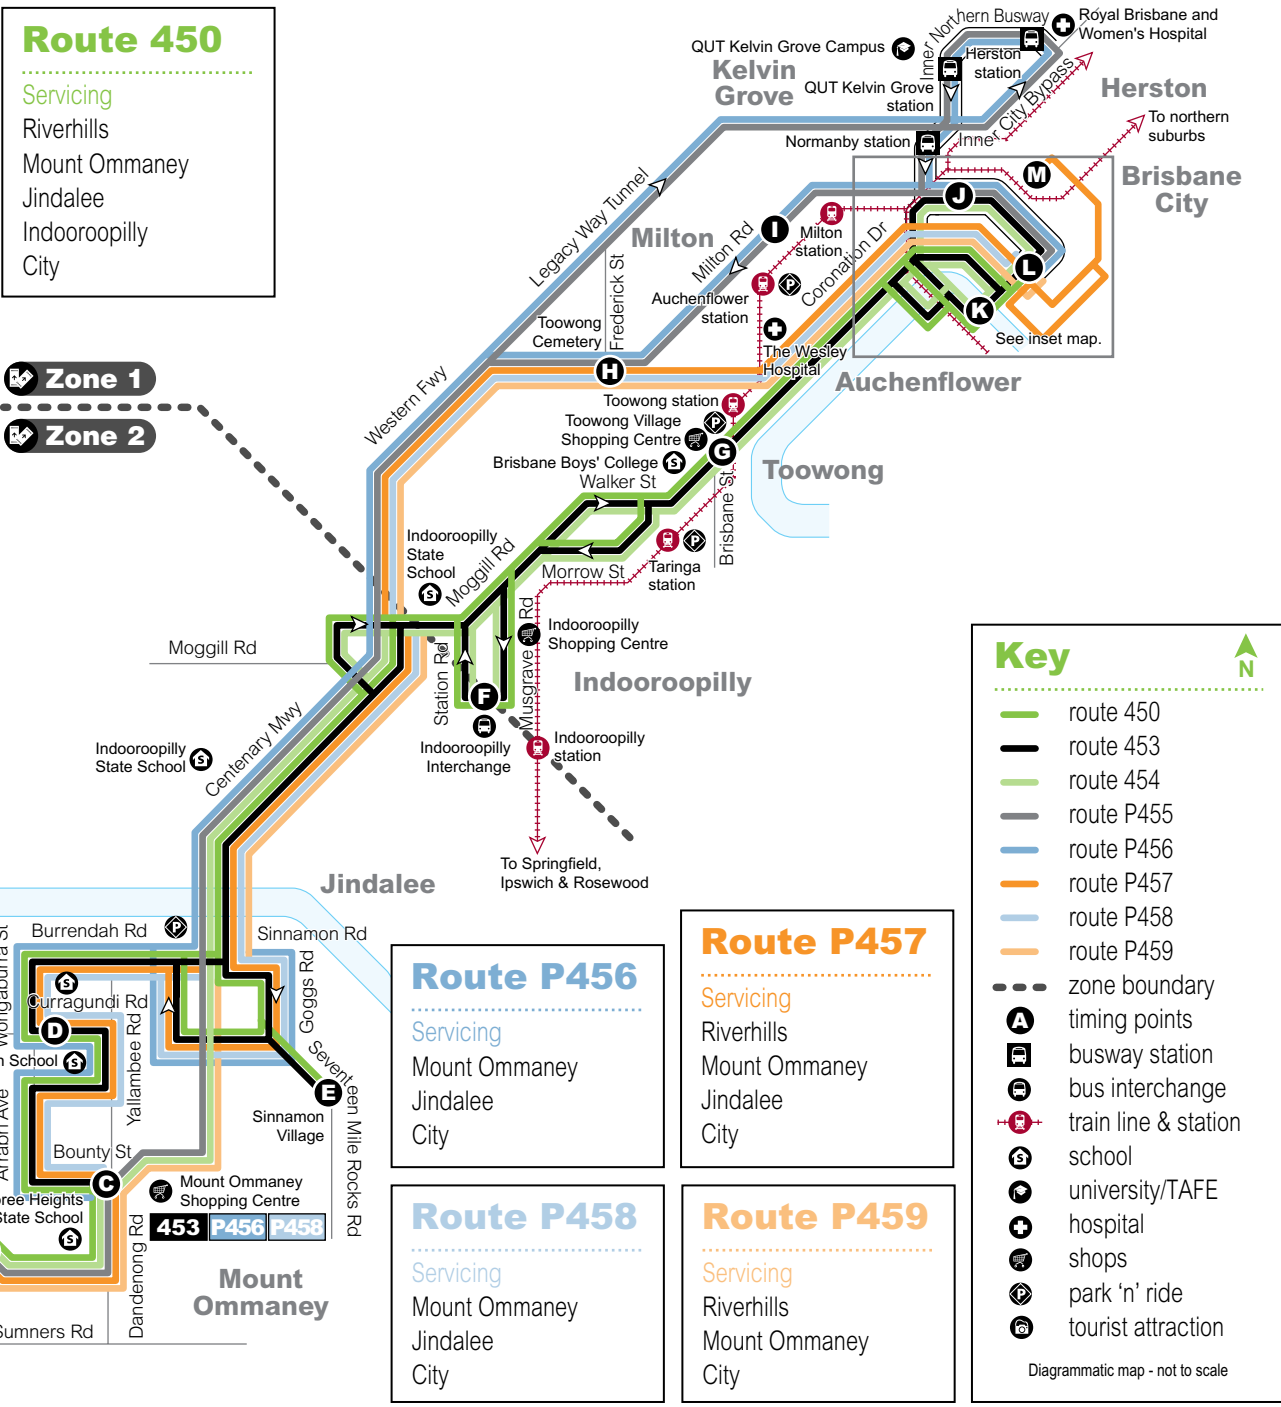 Route 450
Servicing
Riverhills
Mount Ommaney
Jindalee
Indooroopilly
City
Zone 1
Zone 2
Inner Northern Busway
Royal Brisbane and
Women's Hospital
QUT Kelvin Grove Campus
Kelvin
Grove
Herston
station
QUT Kelvin Grove
station
Inner City Bypass
Herston
To northern
suburbs
Normanby station
Brisbane
City
M
J
L
K
See inset map.
Legacy Way Tunnel
Milton
I
Milton Rd
Milton
station
Coronation Dr
Frederick St
Auchenflower
station
Toowong
Cemetery
H
The Wesley
Hospital
Auchenflower
Western Fwy
Toowong station
Toowong Village
Shopping Centre
G
Brisbane Boys' College
Walker St
Toowong
Brisbane St
Indooroopilly
State
School
Moggill Rd
Morrow St
Taringa
station
Moggill Rd
Station Rd
Musgrave Rd
Indooroopilly
Shopping Centre
Indooroopilly
F
Indooroopilly
Interchange
Indooroopilly
station
Centenary Mwy
Indooroopilly
State School
To Springfield,
Ipswich & Rosewood
Jindalee
Burrendah Rd
Sinnamon Rd
Goggs Rd
Curragundi Rd
D
Yallambee Rd
n School
Seventeen Mile Rocks Rd
E
Sinnamon
Village
Arrabri Ave
Bounty St
C
Mount Ommaney
Shopping Centre
453 P456 P458
ree Heights
State School
Dandenong Rd
Mount
Ommaney
Sumners Rd
Route P456
Servicing
Mount Ommaney
Jindalee
City
Route P457
Servicing
Riverhills
Mount Ommaney
Jindalee
City
Route P458
Servicing
Mount Ommaney
Jindalee
City
Route P459
Servicing
Riverhills
Mount Ommaney
City
Key
N
route 450
route 453
route 454
route P455
route P456
route P457
route P458
route P459
zone boundary
A timing points
busway station
bus interchange
train line & station
school
university/TAFE
hospital
shops
park 'n' ride
tourist attraction
Diagrammatic map - not to scale